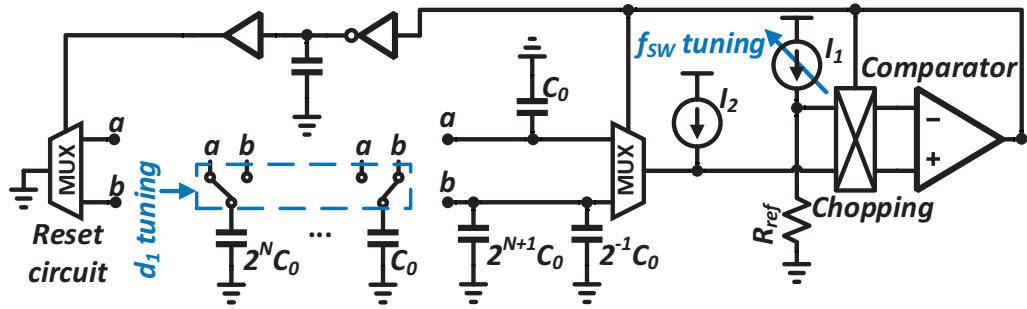 f_SW tuning
I_1
Comparator
C_0
I_2
a
a
b
a
b
a
MUX
MUX
−
b
b
+
d_1 tuning
Chopping
Reset
circuit
2^N C_0
...
C_0
2^{N+1} C_0
2^{-1} C_0
R_ref